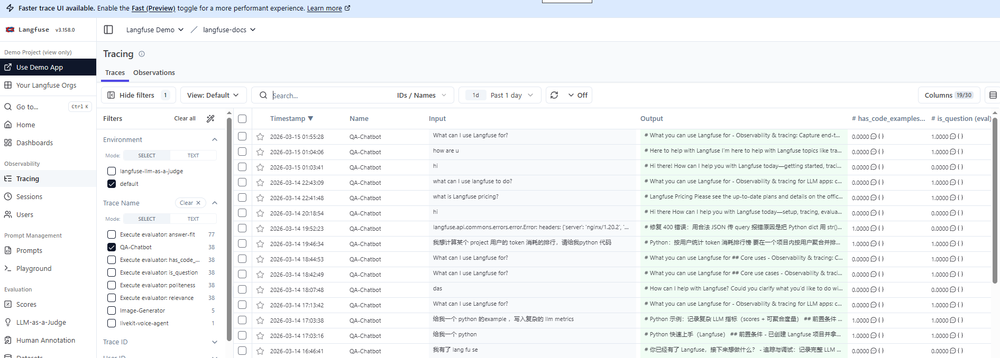 Faster trace UI available. Enable the Fast (Preview) toggle for a more performant experience. Learn more
Langfuse v3.158.0
Langfuse Demo / langfuse-docs
Demo Project (view only)
Use Demo App
Your Langfuse Orgs
Go to... Ctrl K
Home
Dashboards
Observability
Tracing
Sessions
Users
Prompt Management
Prompts
Playground
Evaluation
Scores
LLM-as-a-Judge
Human Annotation
Datasets
Tracing
Traces Observations
Hide filters 1 View: Default Search... IDs / Names 1d Past 1 day Off Columns 19/30
Filters Clear all
Environment
Mode: SELECT TEXT
langfuse-llm-as-a-judge
default
Trace Name Clear
Mode: SELECT TEXT
Execute evaluator: answer-fit 77
QA-Chatbot 38
Execute evaluator: has_code_... 38
Execute evaluator: is_question 38
Execute evaluator: politeness 38
Execute evaluator: relevance 38
Image-Generator 5
livekit-voice-agent 1
Trace ID
User ID
Timestamp ▼ Name Input Output # has_code_examples... # is_question (eval)
2026-03-15 01:55:28 QA-Chatbot What can I use Langfuse for? # What you can use Langfuse for - Observability & tracing: Capture end-t... 0.0000 { } 1.0000 { }
2026-03-15 01:04:06 QA-Chatbot how are u # Here to help with Langfuse I'm here to help with Langfuse topics like tra... 0.0000 { } 1.0000 { }
2026-03-15 01:03:41 QA-Chatbot hi # Hi there! How can I help you with Langfuse today—getting started, traci... 0.0000 { } 0.0000 { }
2026-03-14 22:43:09 QA-Chatbot what can I use langfuse to do? # What you can use Langfuse for - Observability & tracing for LLM apps: c... 0.0000 { } 1.0000 { }
2026-03-14 22:41:48 QA-Chatbot what is Langfuse pricing? # Langfuse Pricing Please see the up-to-date plans and details on the offic... 0.0000 { } 1.0000 { }
2026-03-14 20:18:54 QA-Chatbot hi # Hi there How can I help you with Langfuse today—setup, tracing, evalua... 0.0000 { } 0.0000 { }
2026-03-14 19:52:23 QA-Chatbot langfuse.api.commons.errors.error.Error: headers: {'server': 'nginx/1.20.2', '... # 修复 400 错误：用合法 JSON 传 query 报错原因是把 Python dict 用 str()... 1.0000 { } 0.0000 { }
2026-03-14 19:46:34 QA-Chatbot 我想计算某个 project 用户的 token 消耗的排行，请给我python 代码 # Python：按用户统计 token 消耗排行榜 要在一个项目内按用户聚合并排... 1.0000 { } 1.0000 { }
2026-03-14 18:44:53 QA-Chatbot What can I use Langfuse for? # What you can use Langfuse for ## Core uses - Observability & tracing: C... 0.0000 { } 1.0000 { }
2026-03-14 18:42:49 QA-Chatbot What can I use Langfuse for? # What you can use Langfuse for ## Core use cases - Observability & traci... 0.0000 { } 1.0000 { }
2026-03-14 18:07:48 QA-Chatbot das # How can I help with Langfuse? Could you clarify what you'd like to do wi... 0.0000 { } 0.0000 { }
2026-03-14 17:13:42 QA-Chatbot What can I use Langfuse for? # What you can use Langfuse for - Observability & tracing for LLM apps: c... 0.0000 { } 1.0000 { }
2026-03-14 17:03:38 QA-Chatbot 给我一个 python 的example ，写入复杂的 llm metrics # Python 示例：记录复杂 LLM 指标（scores + 可聚合度量） ## 前置条件 ... 1.0000 { } 1.0000 { }
2026-03-14 17:03:16 QA-Chatbot 给我一个 python # Python 快速上手（Langfuse） ## 前置条件 - 已创建 Langfuse 项目并拿... 1.0000 { } 1.0000 { }
2026-03-14 16:46:41 QA-Chatbot 我有了 lang fu se # 你已经有了 Langfuse，接下来想做什么？ - 追踪与调试：记录完整 LLM ... 0.0000 { } 0.0000 { }